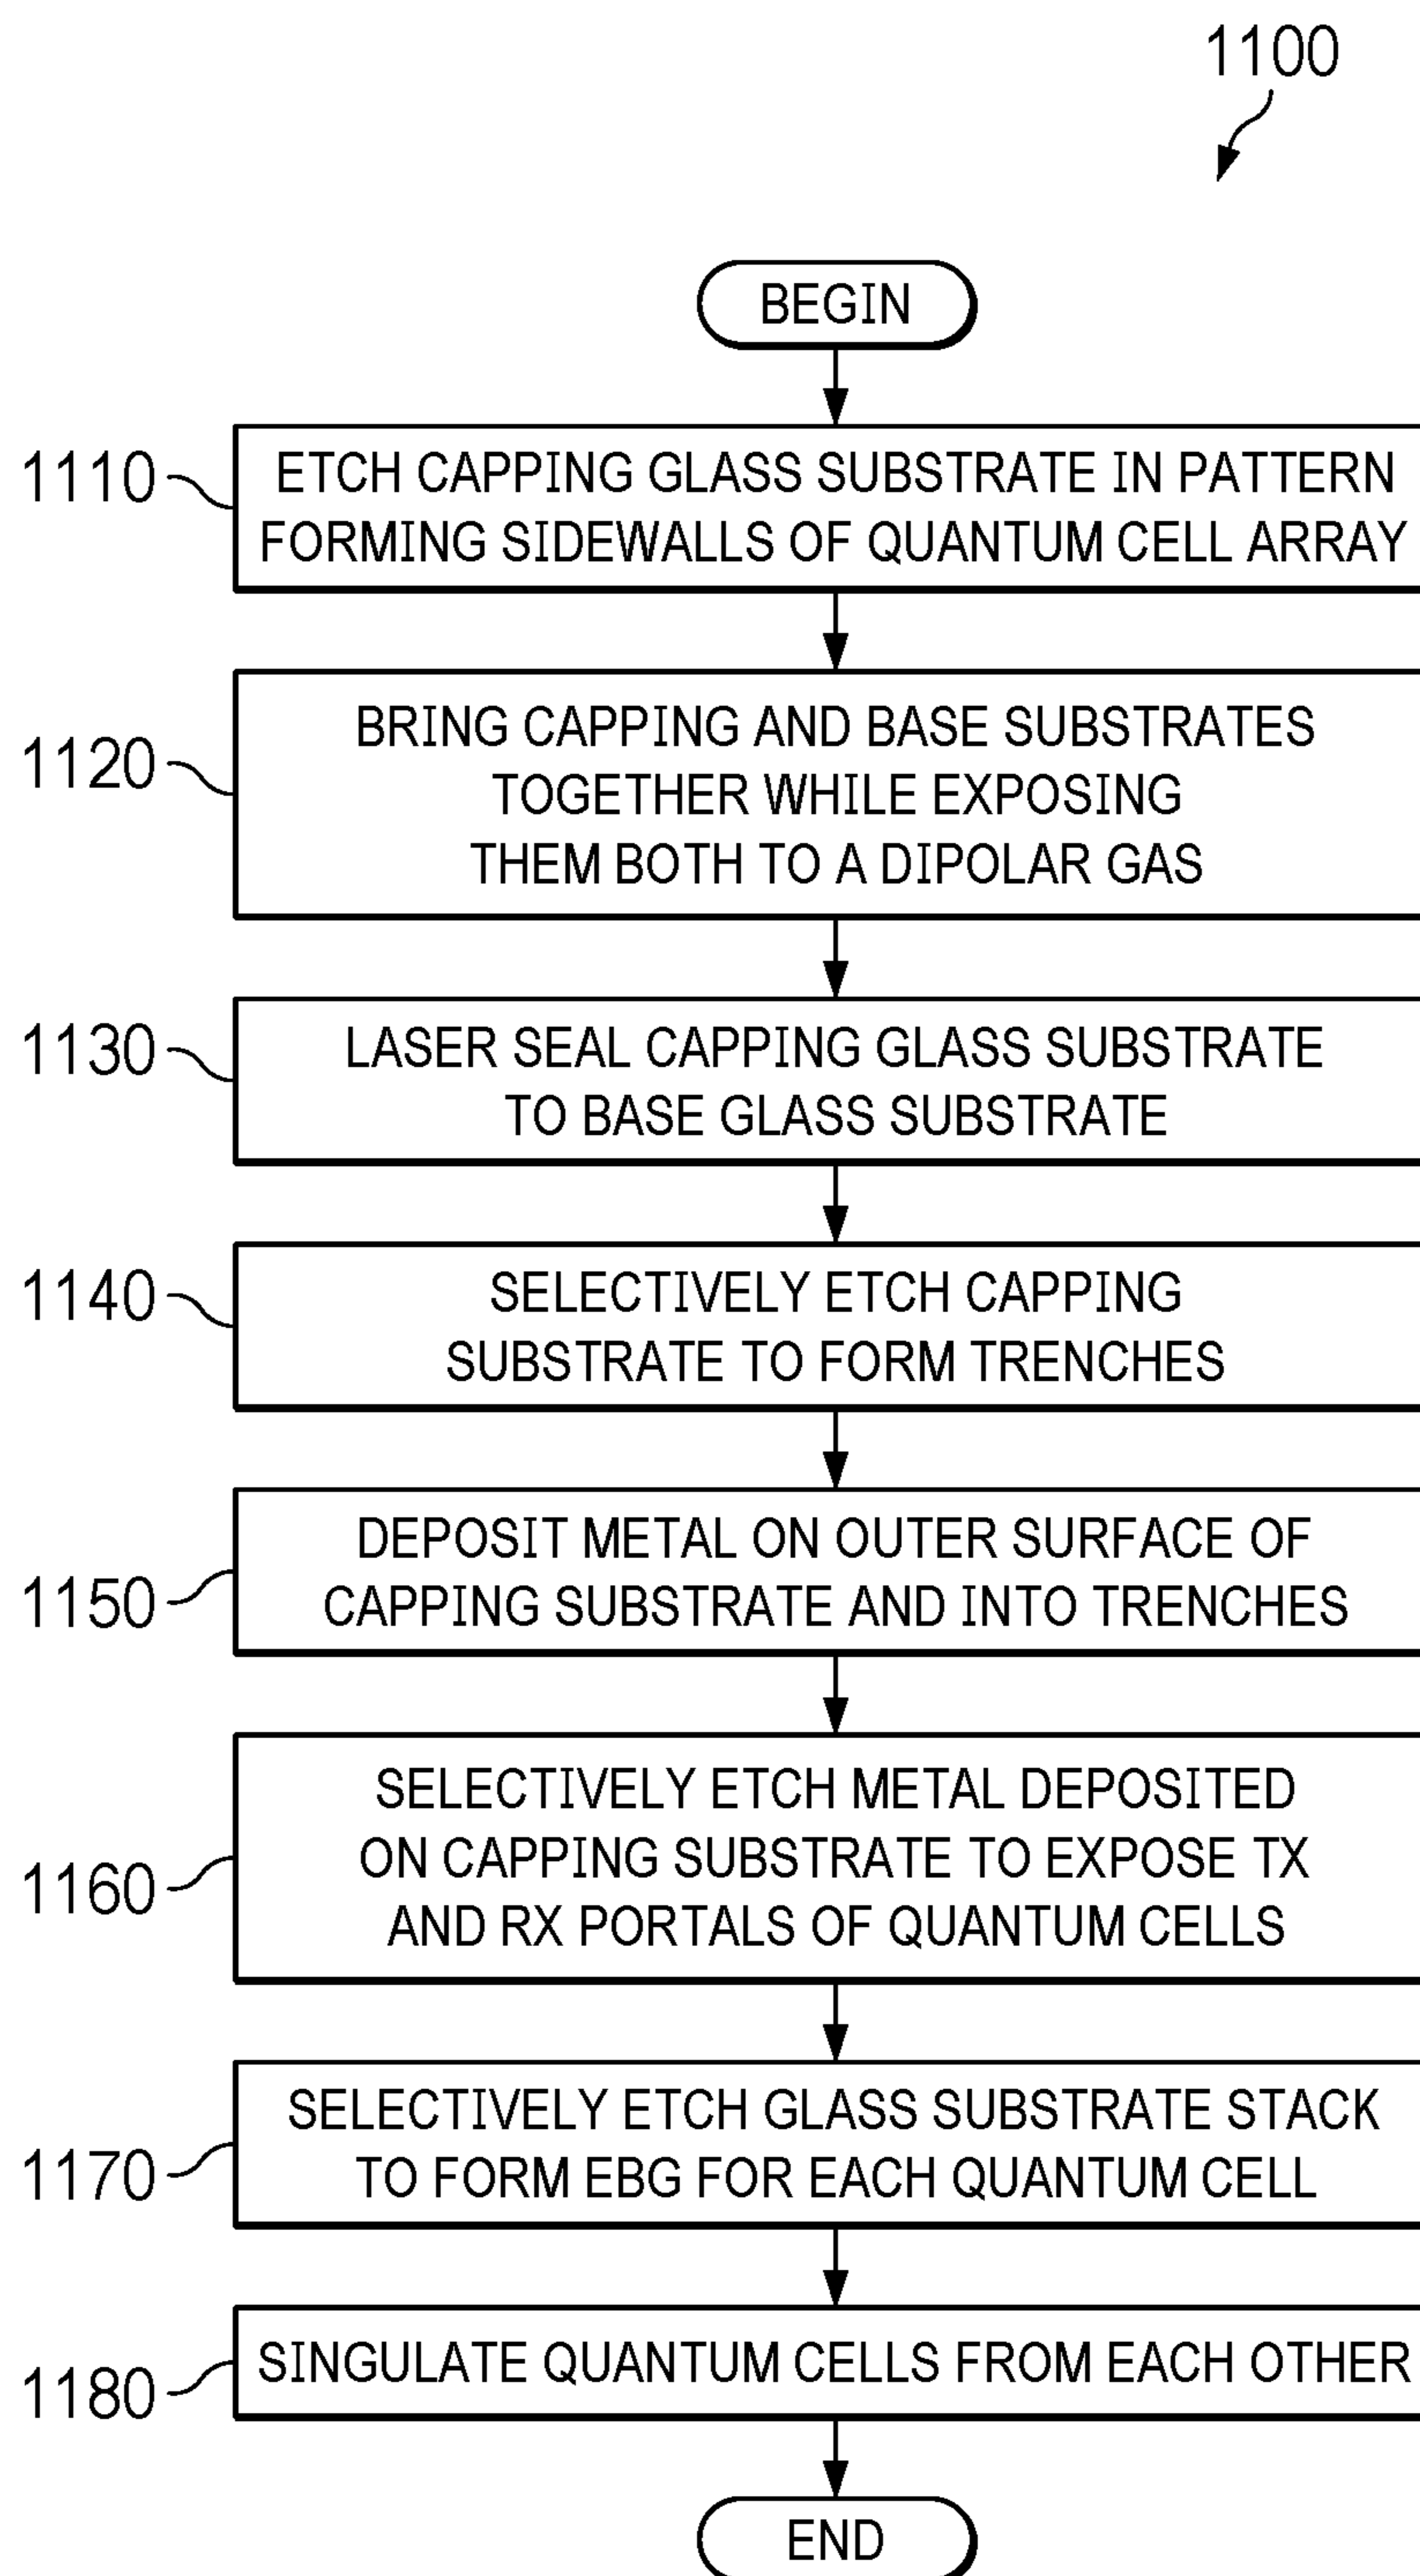 1100
BEGIN
1110
ETCH CAPPING GLASS SUBSTRATE IN PATTERN
FORMING SIDEWALLS OF QUANTUM CELL ARRAY
1120
BRING CAPPING AND BASE SUBSTRATES
TOGETHER WHILE EXPOSING
THEM BOTH TO A DIPOLAR GAS
1130
LASER SEAL CAPPING GLASS SUBSTRATE
TO BASE GLASS SUBSTRATE
1140
SELECTIVELY ETCH CAPPING
SUBSTRATE TO FORM TRENCHES
1150
DEPOSIT METAL ON OUTER SURFACE OF
CAPPING SUBSTRATE AND INTO TRENCHES
1160
SELECTIVELY ETCH METAL DEPOSITED
ON CAPPING SUBSTRATE TO EXPOSE TX
AND RX PORTALS OF QUANTUM CELLS
1170
SELECTIVELY ETCH GLASS SUBSTRATE STACK
TO FORM EBG FOR EACH QUANTUM CELL
1180
SINGULATE QUANTUM CELLS FROM EACH OTHER
END